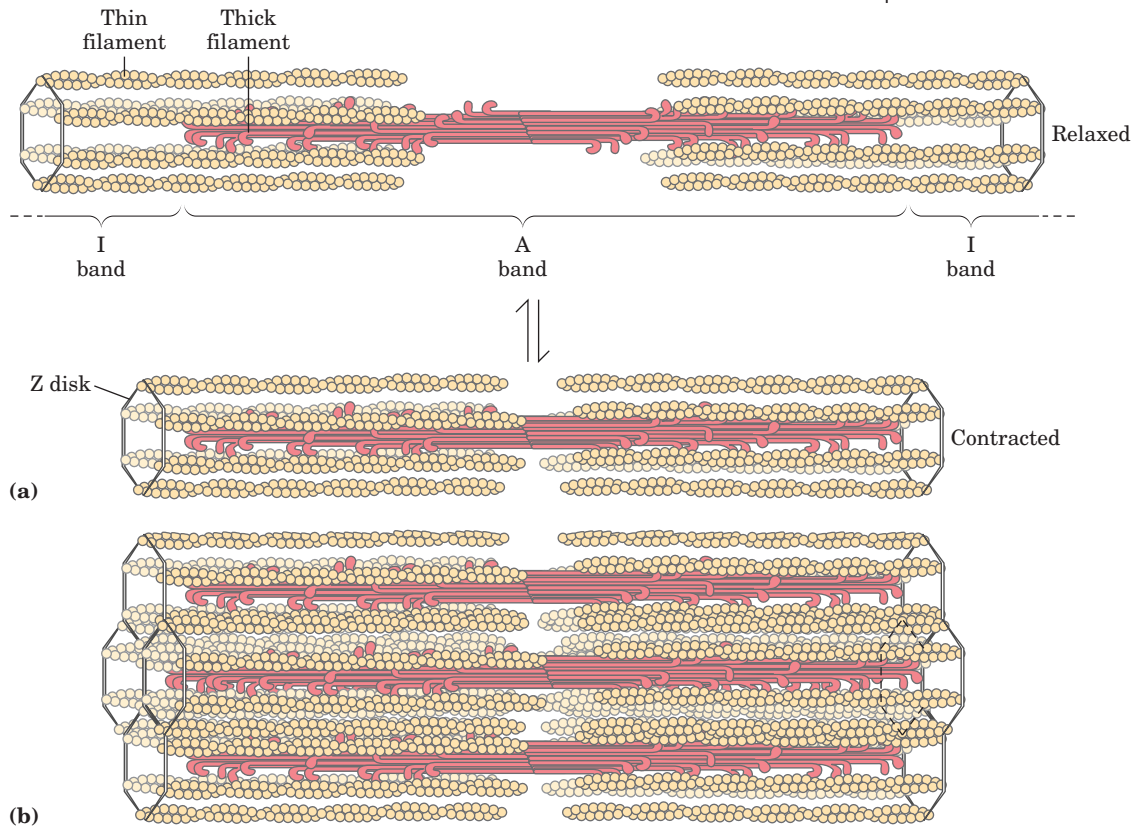 Thin
filament
Thick
filament
Relaxed
I
band
A
band
I
band
Z disk
Contracted
(a)
(b)